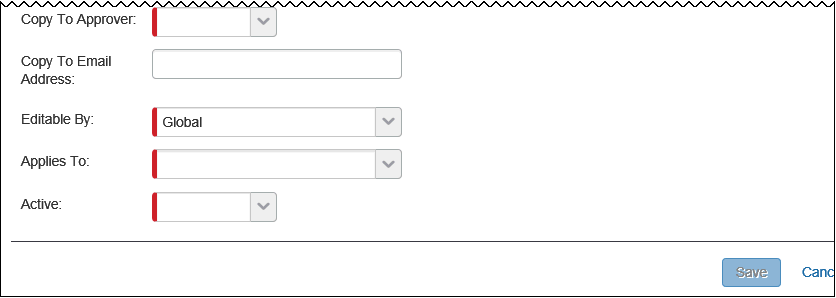 Copy To Approver:
Copy To Email
Address:
Editable By:
Global
Applies To:
Active:
Save
Canc